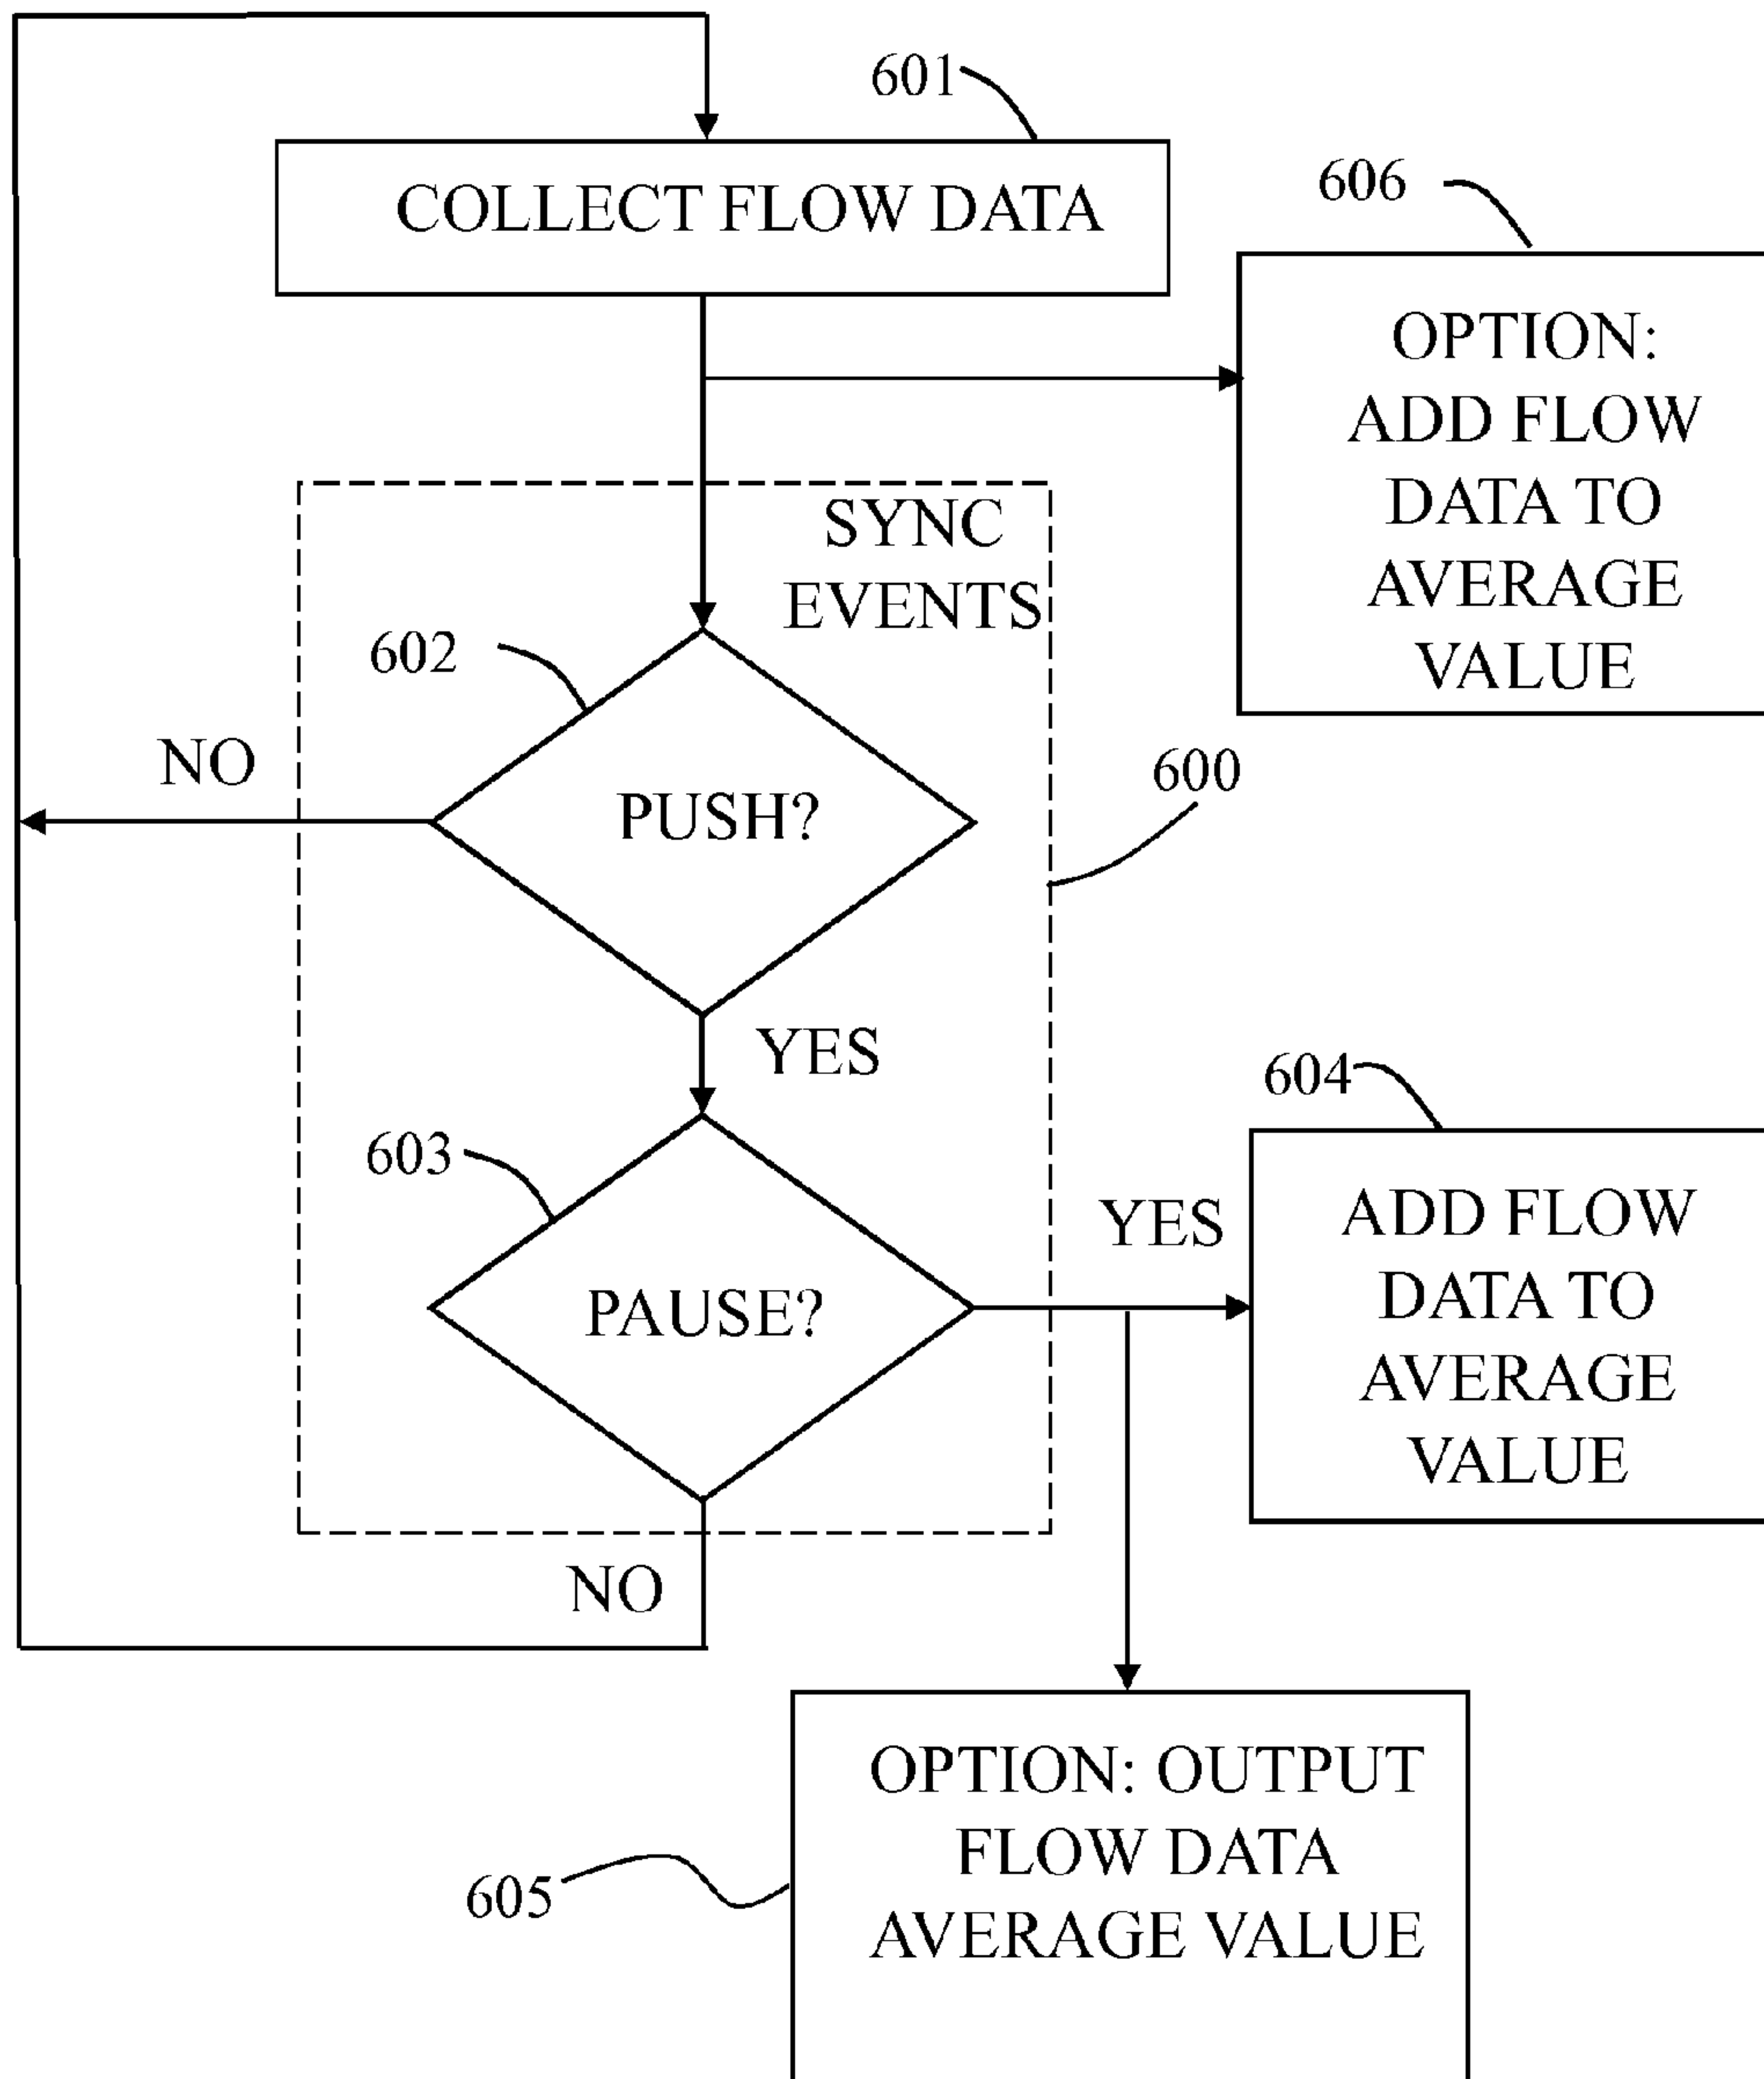 601
COLLECT FLOW DATA
606
OPTION:
ADD FLOW
DATA TO
AVERAGE
VALUE
SYNC
EVENTS
602
NO
PUSH?
600
YES
603
PAUSE?
YES
604
ADD FLOW
DATA TO
AVERAGE
VALUE
NO
OPTION: OUTPUT
FLOW DATA
AVERAGE VALUE
605